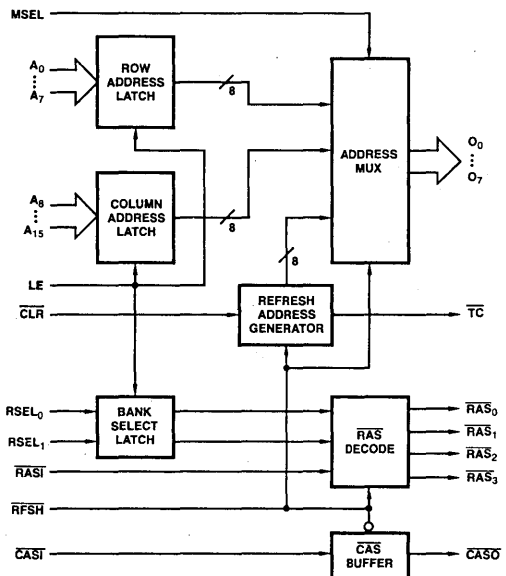 MSEL
A0
A7
ROW
ADDRESS
LATCH
8
ADDRESS
MUX
O0
O7
A8
A15
COLUMN
ADDRESS
LATCH
8
8
LE
CLR
REFRESH
ADDRESS
GENERATOR
TC
RSEL0
RSEL1
BANK
SELECT
LATCH
RAS
DECODE
RAS0
RAS1
RAS2
RAS3
RASI
RFSH
CASI
CAS
BUFFER
CASO